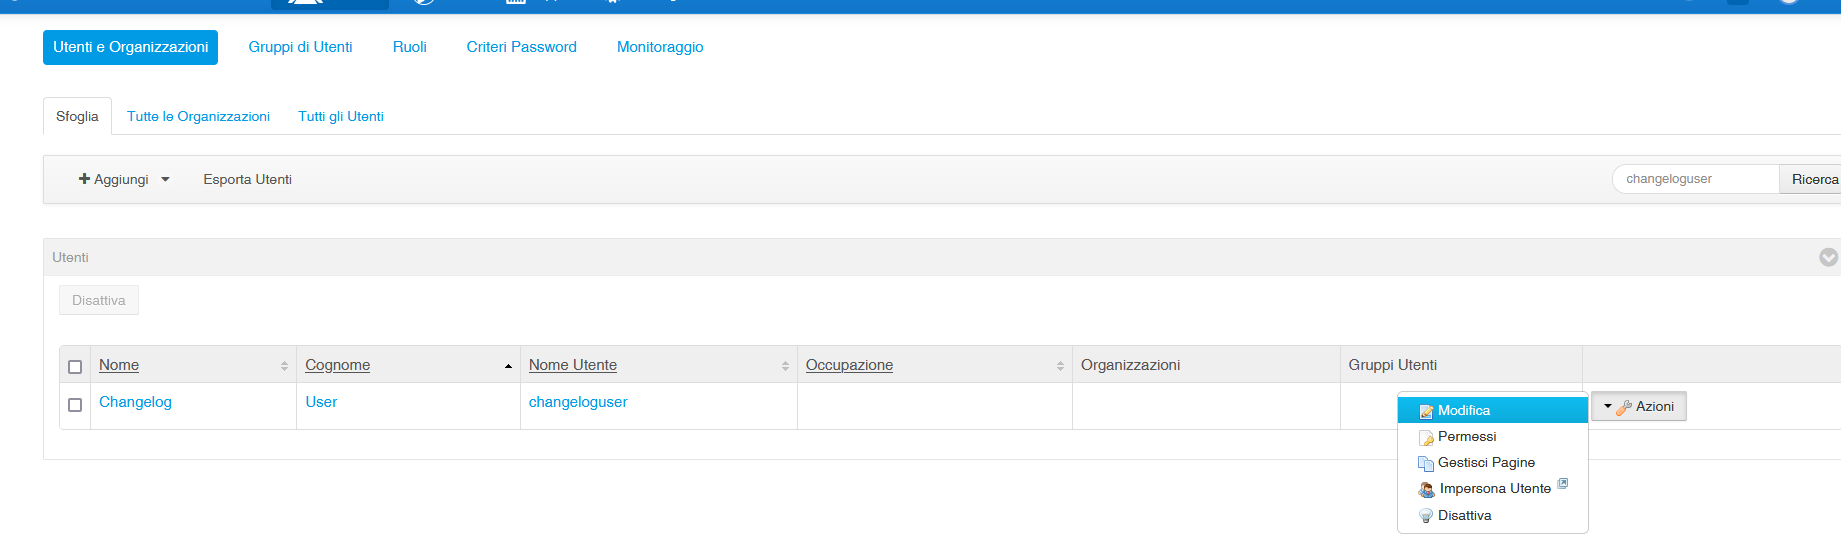 Utenti e Organizzazioni Gruppi di Utenti Ruoli Criteri Password Monitoraggio
Sfoglia Tutte le Organizzazioni Tutti gli Utenti
Aggiungi Esporta Utenti changeloguser Ricerca
Utenti
Disattiva
Nome Cognome Nome Utente Occupazione Organizzazioni Gruppi Utenti
Changelog User changeloguser Azioni
Modifica
Permessi
Gestisci Pagine
Impersona Utente
Disattiva